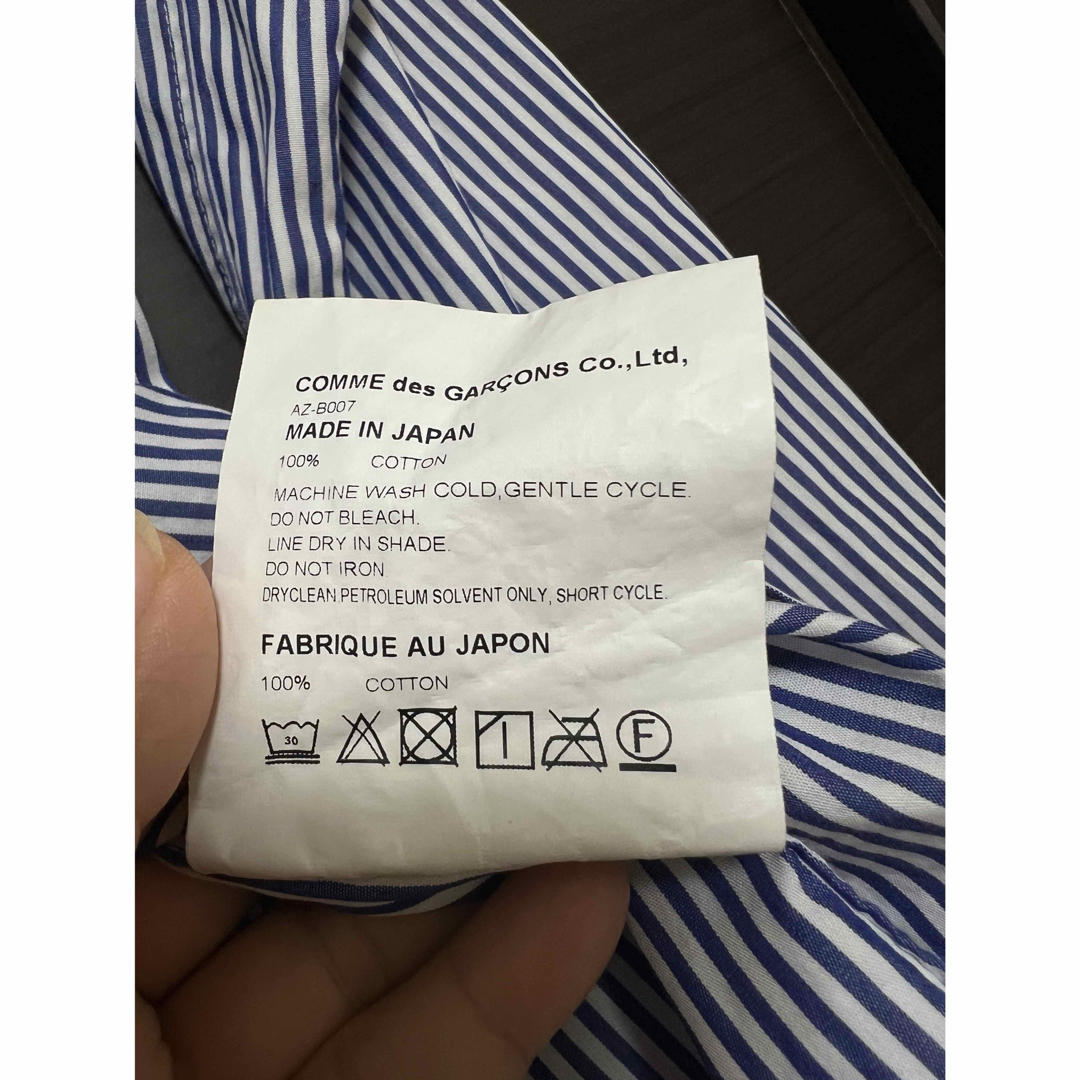 COMME des GARÇONS Co.,Ltd,
AZ-B007
MADE IN JAPAN
100% COTTON
MACHINE WASH COLD,GENTLE CYCLE.
DO NOT BLEACH.
LINE DRY IN SHADE.
DO NOT IRON
DRYCLEAN PETROLEUM SOLVENT ONLY, SHORT CYCLE.
FABRIQUE AU JAPON
100% COTTON
30 F